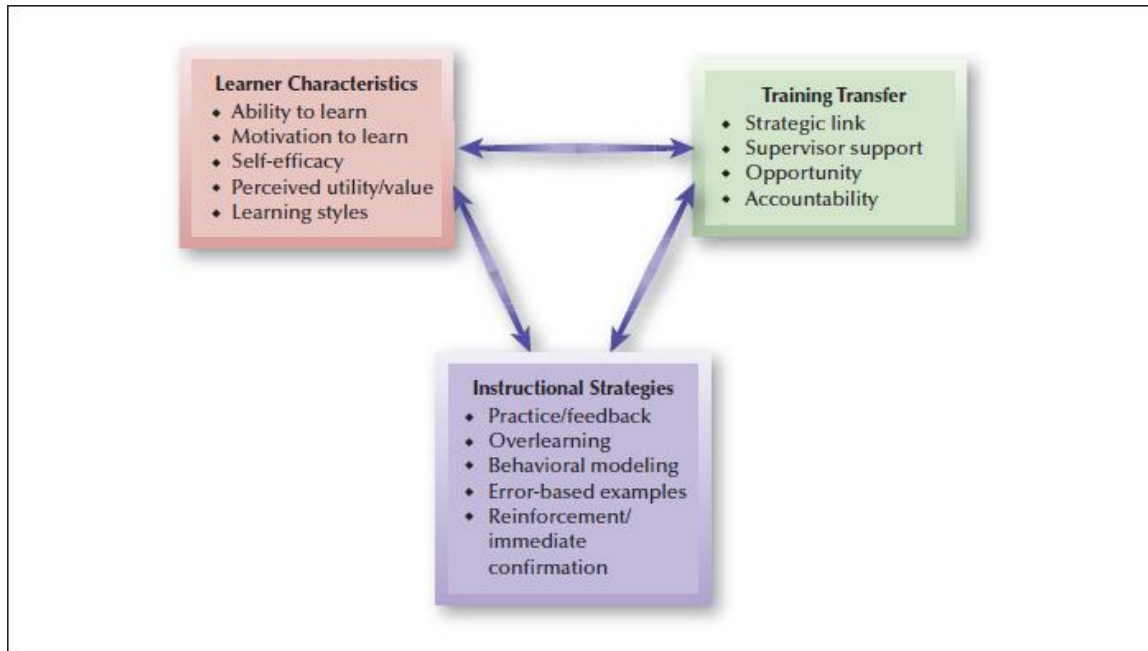 Learner Characteristics
◆ Ability to learn
◆ Motivation to learn
◆ Self-efficacy
◆ Perceived utility/value
◆ Learning styles
Training Transfer
◆ Strategic link
◆ Supervisor support
◆ Opportunity
◆ Accountability
Instructional Strategies
◆ Practice/feedback
◆ Overlearning
◆ Behavioral modeling
◆ Error-based examples
◆ Reinforcement/
immediate
confirmation